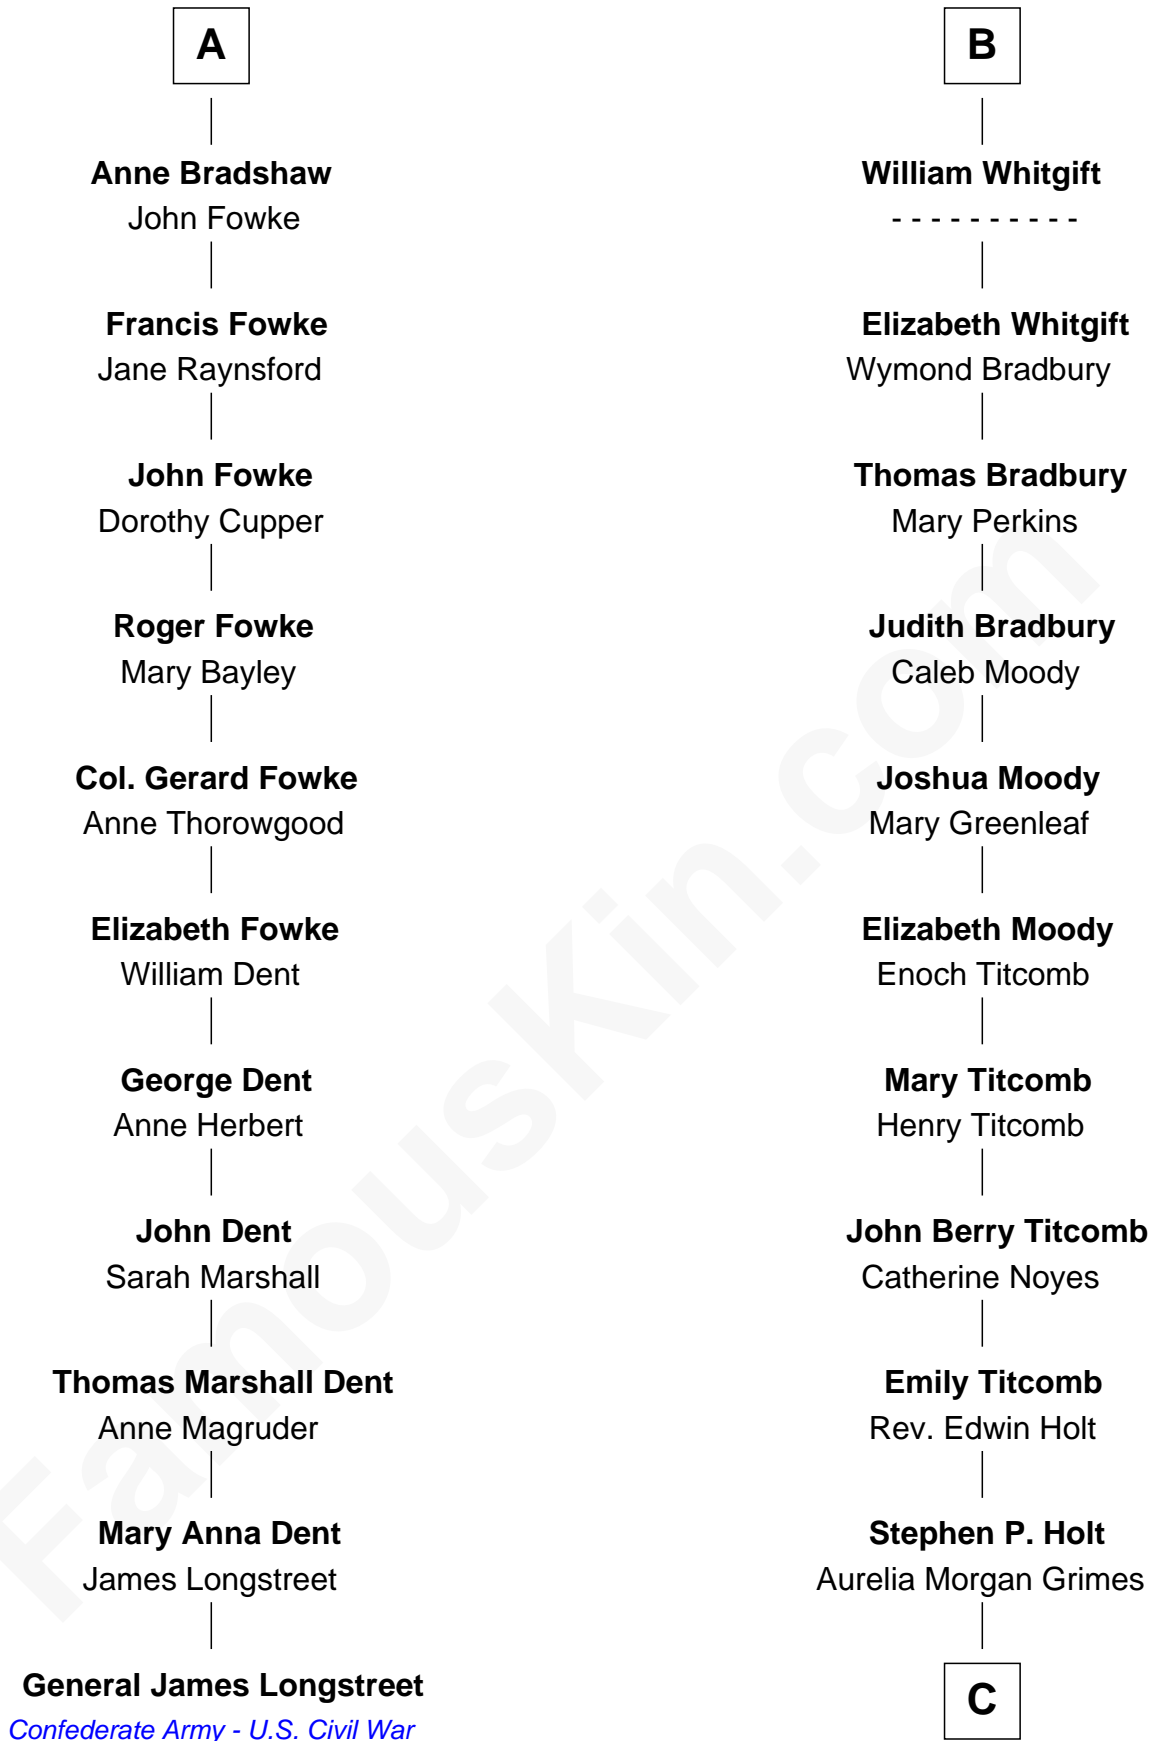 A
Anne Bradshaw
John Fowke
Francis Fowke
Jane Raynsford
John Fowke
Dorothy Cupper
Roger Fowke
Mary Bayley
Col. Gerard Fowke
Anne Thorowgood
Elizabeth Fowke
William Dent
George Dent
Anne Herbert
John Dent
Sarah Marshall
Thomas Marshall Dent
Anne Magruder
Mary Anna Dent
James Longstreet
General James Longstreet
Confederate Army - U.S. Civil War
B
William Whitgift
- - - - - - - - - -
Elizabeth Whitgift
Wymond Bradbury
Thomas Bradbury
Mary Perkins
Judith Bradbury
Caleb Moody
Joshua Moody
Mary Greenleaf
Elizabeth Moody
Enoch Titcomb
Mary Titcomb
Henry Titcomb
John Berry Titcomb
Catherine Noyes
Emily Titcomb
Rev. Edwin Holt
Stephen P. Holt
Aurelia Morgan Grimes
C
FamousKin.com